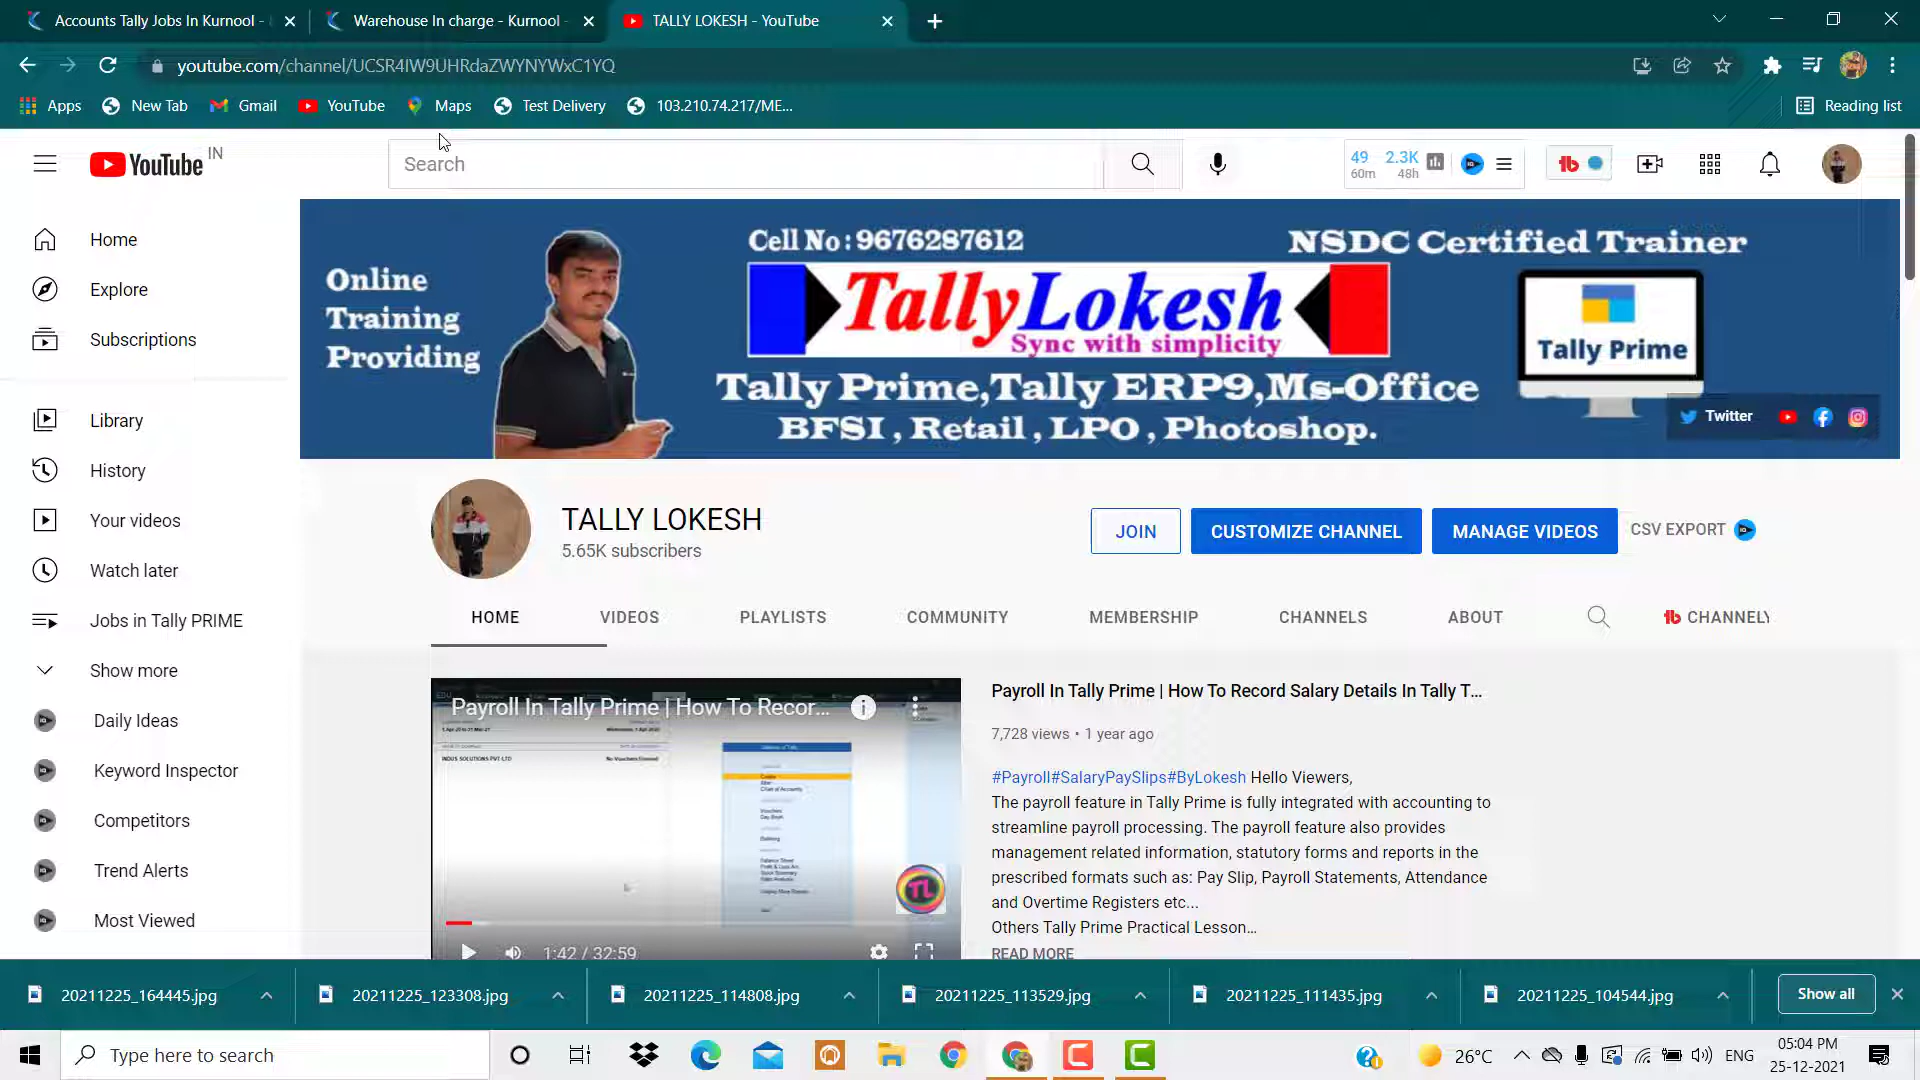 Accounts Tally Jobs In Kurnool -
Warehouse In charge - Kurnool -
TALLY LOKESH - YouTube
youtube.com/channel/UCSR4IW9UHRdaZWYNYWxC1YQ
Apps
New Tab
Gmail
YouTube
Maps
Test Delivery
103.210.74.217/ME...
Reading list
YouTube IN
Search
49 60m
2.3K 48h
Home
Explore
Subscriptions
Library
History
Your videos
Watch later
Jobs in Tally PRIME
Show more
Daily Ideas
Keyword Inspector
Competitors
Trend Alerts
Most Viewed
Online
Training
Providing
Cell No : 9676287612
NSDC Certified Trainer
TallyLokesh
Sync with simplicity
Tally Prime,Tally ERP9,Ms-Office
BFSI , Retail , LPO , Photoshop.
Tally Prime
Twitter
TALLY LOKESH
5.65K subscribers
JOIN
CUSTOMIZE CHANNEL
MANAGE VIDEOS
CSV EXPORT
HOME
VIDEOS
PLAYLISTS
COMMUNITY
MEMBERSHIP
CHANNELS
ABOUT
CHANNELY
Payroll In Tally Prime | How To Recor...
INDUS SOLUTIONS PVT LTD
TL
1:42 / 32:59
Payroll In Tally Prime | How To Record Salary Details In Tally T...
7,728 views • 1 year ago
#Payroll#SalaryPaySlips#ByLokesh Hello Viewers,
The payroll feature in Tally Prime is fully integrated with accounting to
streamline payroll processing. The payroll feature also provides
management related information, statutory forms and reports in the
prescribed formats such as: Pay Slip, Payroll Statements, Attendance
and Overtime Registers etc...
Others Tally Prime Practical Lesson...
READ MORE
20211225_164445.jpg
20211225_123308.jpg
20211225_114808.jpg
20211225_113529.jpg
20211225_111435.jpg
20211225_104544.jpg
Show all
Type here to search
26°C
ENG
05:04 PM
25-12-2021